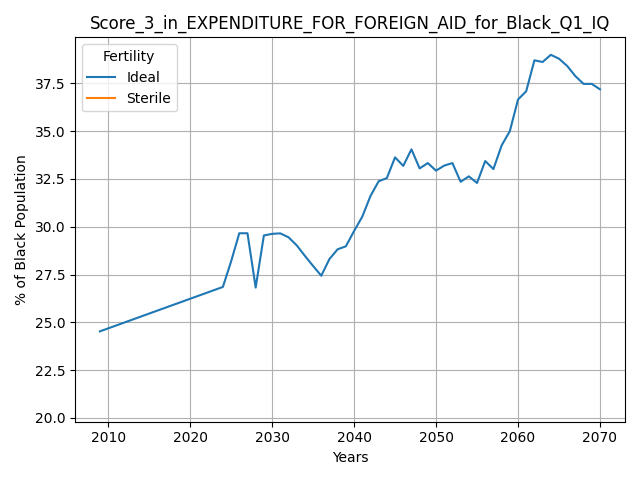 Score_3_in_EXPENDITURE_FOR_FOREIGN_AID_for_Black_Q1_IQ
Fertility
Ideal
Sterile
% of Black Population
37.5
35.0
32.5
30.0
27.5
25.0
22.5
20.0
2010 2020 2030 2040 2050 2060 2070
Years